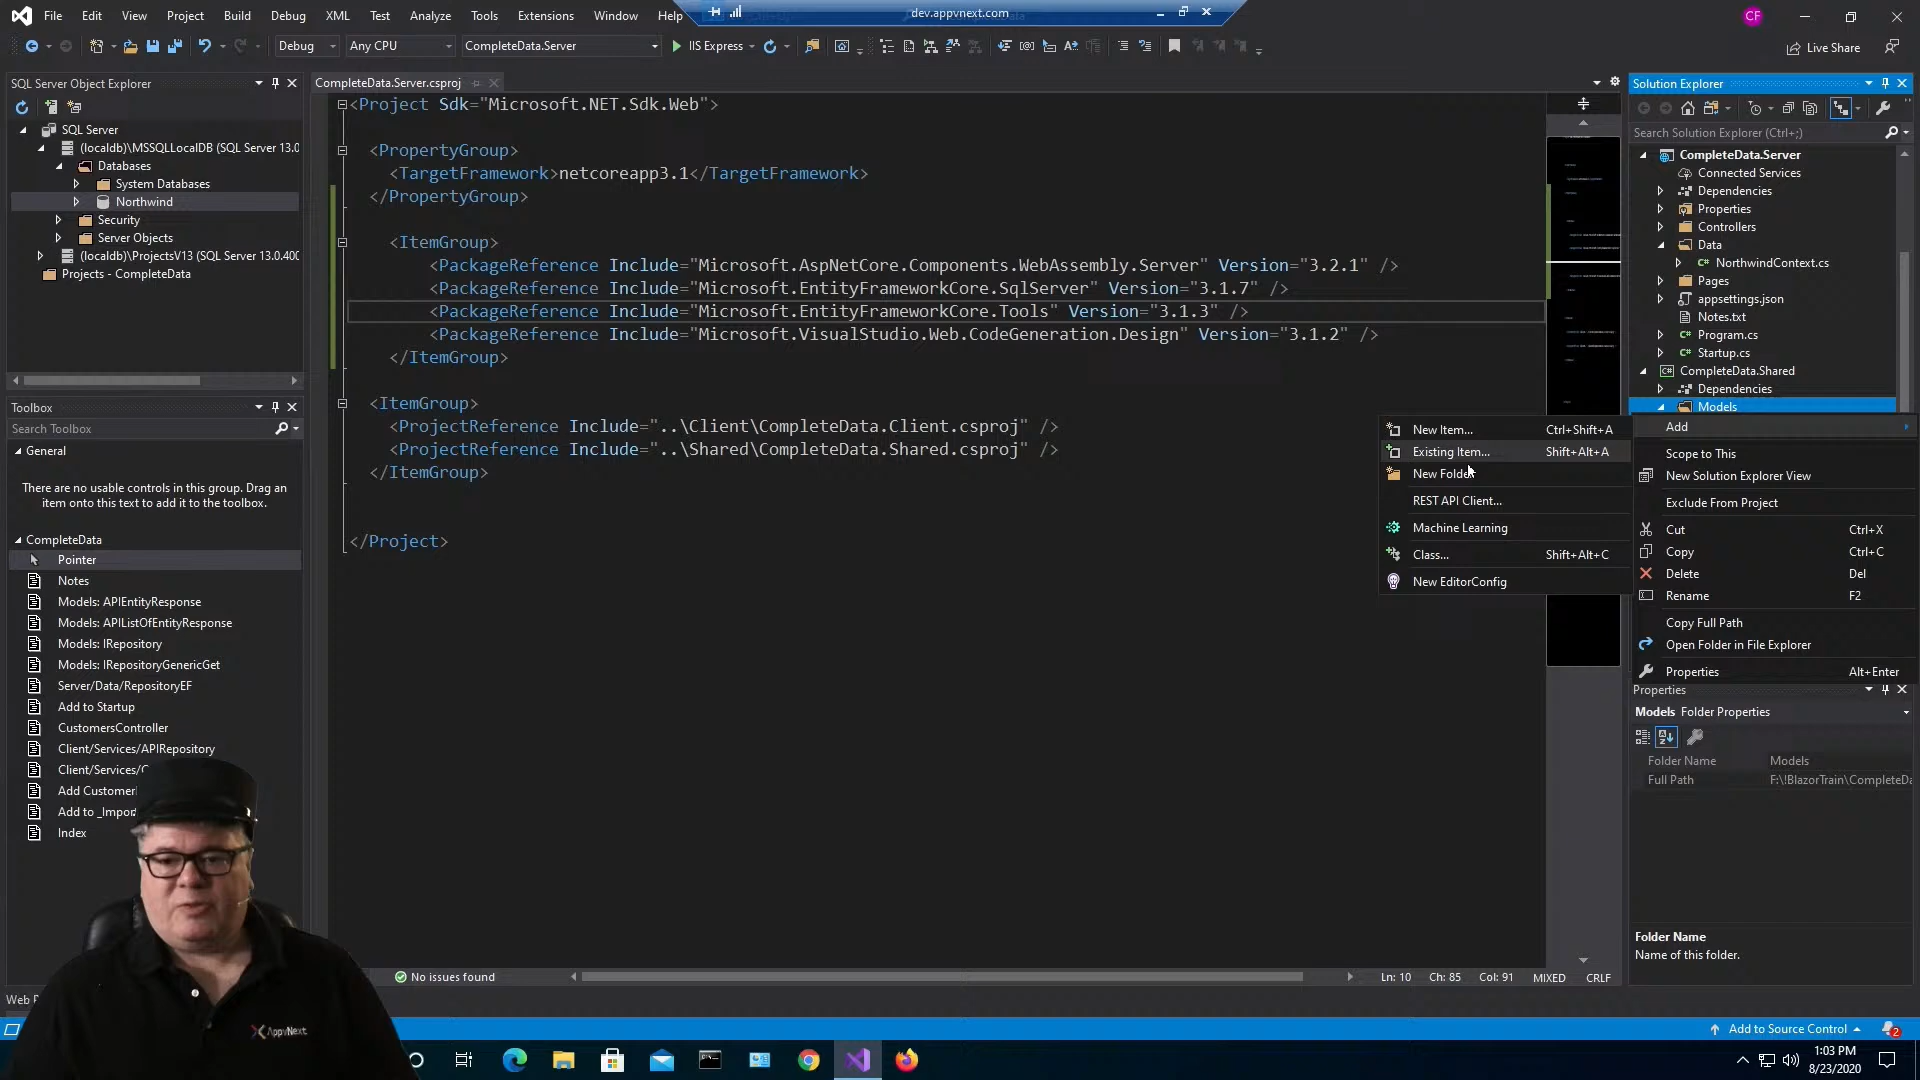 File Edit View Project Build Debug XML Test Analyze Tools Extensions Window Help
dev.appvnext.com
CF
Debug Any CPU CompleteData.Server IIS Express
Live Share
SQL Server Object Explorer
SQL Server
(localdb)\MSSQLLocalDB (SQL Server 13.0
Databases
System Databases
Northwind
Security
Server Objects
(localdb)\ProjectsV13 (SQL Server 13.0.400
Projects - CompleteData
Toolbox
Search Toolbox
General
There are no usable controls in this group. Drag an
item onto this text to add it to the toolbox.
CompleteData
Pointer
Notes
Models: APIEntityResponse
Models: APIListOfEntityResponse
Models: IRepository
Models: IRepositoryGenericGet
Server/Data/RepositoryEF
Add to Startup
CustomersController
Client/Services/APIRepository
Client/Services/C
Add Customer
Add to _Impor
Index
CompleteData.Server.csproj
<Project Sdk="Microsoft.NET.Sdk.Web">
<PropertyGroup>
<TargetFramework>netcoreapp3.1</TargetFramework>
</PropertyGroup>
<ItemGroup>
<PackageReference Include="Microsoft.AspNetCore.Components.WebAssembly.Server" Version="3.2.1" />
<PackageReference Include="Microsoft.EntityFrameworkCore.SqlServer" Version="3.1.7" />
<PackageReference Include="Microsoft.EntityFrameworkCore.Tools" Version="3.1.3" />
<PackageReference Include="Microsoft.VisualStudio.Web.CodeGeneration.Design" Version="3.1.2" />
</ItemGroup>
<ItemGroup>
<ProjectReference Include="..\Client\CompleteData.Client.csproj" />
<ProjectReference Include="..\Shared\CompleteData.Shared.csproj" />
</ItemGroup>
</Project>
No issues found
Ln: 10 Ch: 85 Col: 91 MIXED CRLF
New Item... Ctrl+Shift+A
Existing Item... Shift+Alt+A
New Folder
REST API Client...
Machine Learning
Class... Shift+Alt+C
New EditorConfig
Solution Explorer
Search Solution Explorer (Ctrl+;)
CompleteData.Server
Connected Services
Dependencies
Properties
Controllers
Data
NorthwindContext.cs
Pages
appsettings.json
Notes.txt
Program.cs
Startup.cs
CompleteData.Shared
Dependencies
Models
Add
Scope to This
New Solution Explorer View
Exclude From Project
Cut Ctrl+X
Copy Ctrl+C
Delete Del
Rename F2
Copy Full Path
Open Folder in File Explorer
Properties Alt+Enter
Properties
Models Folder Properties
Folder Name Models
Full Path F:\!BlazorTrain\CompleteDa
Folder Name
Name of this folder.
AppvNext
Add to Source Control
2
1:03 PM
8/23/2020